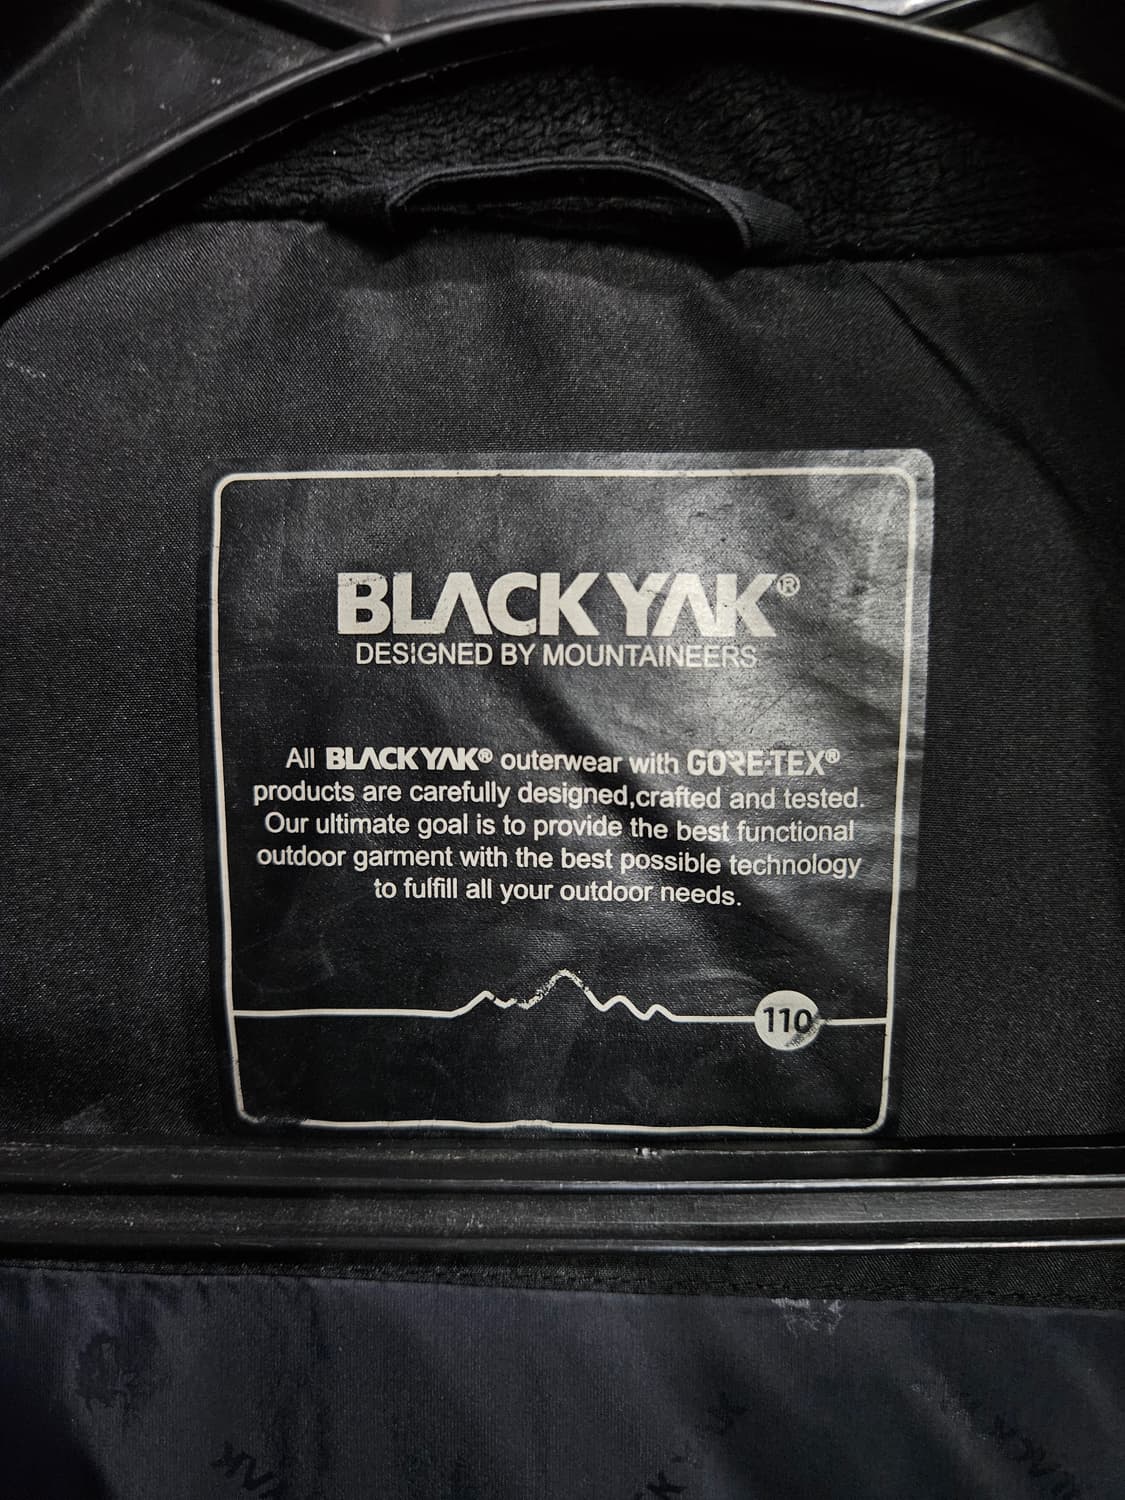 BLACKYAK®
DESIGNED BY MOUNTAINEERS
All BLACKYAK® outerwear with GORE-TEX®
products are carefully designed,crafted and tested.
Our ultimate goal is to provide the best functional
outdoor garment with the best possible technology
to fulfill all your outdoor needs.
110